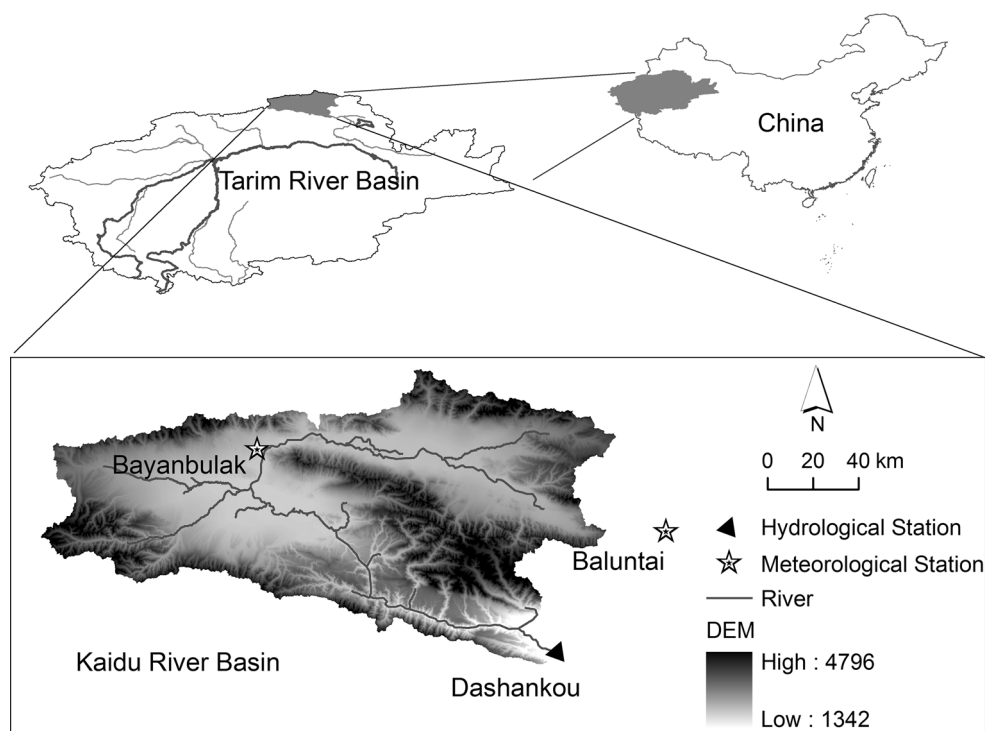 China
Tarim River Basin
N
Bayanbulak
0 20 40 km
Hydrological Station
Baluntai
Meteorological Station
River
DEM
Kaidu River Basin
High : 4796
Dashankou
Low : 1342